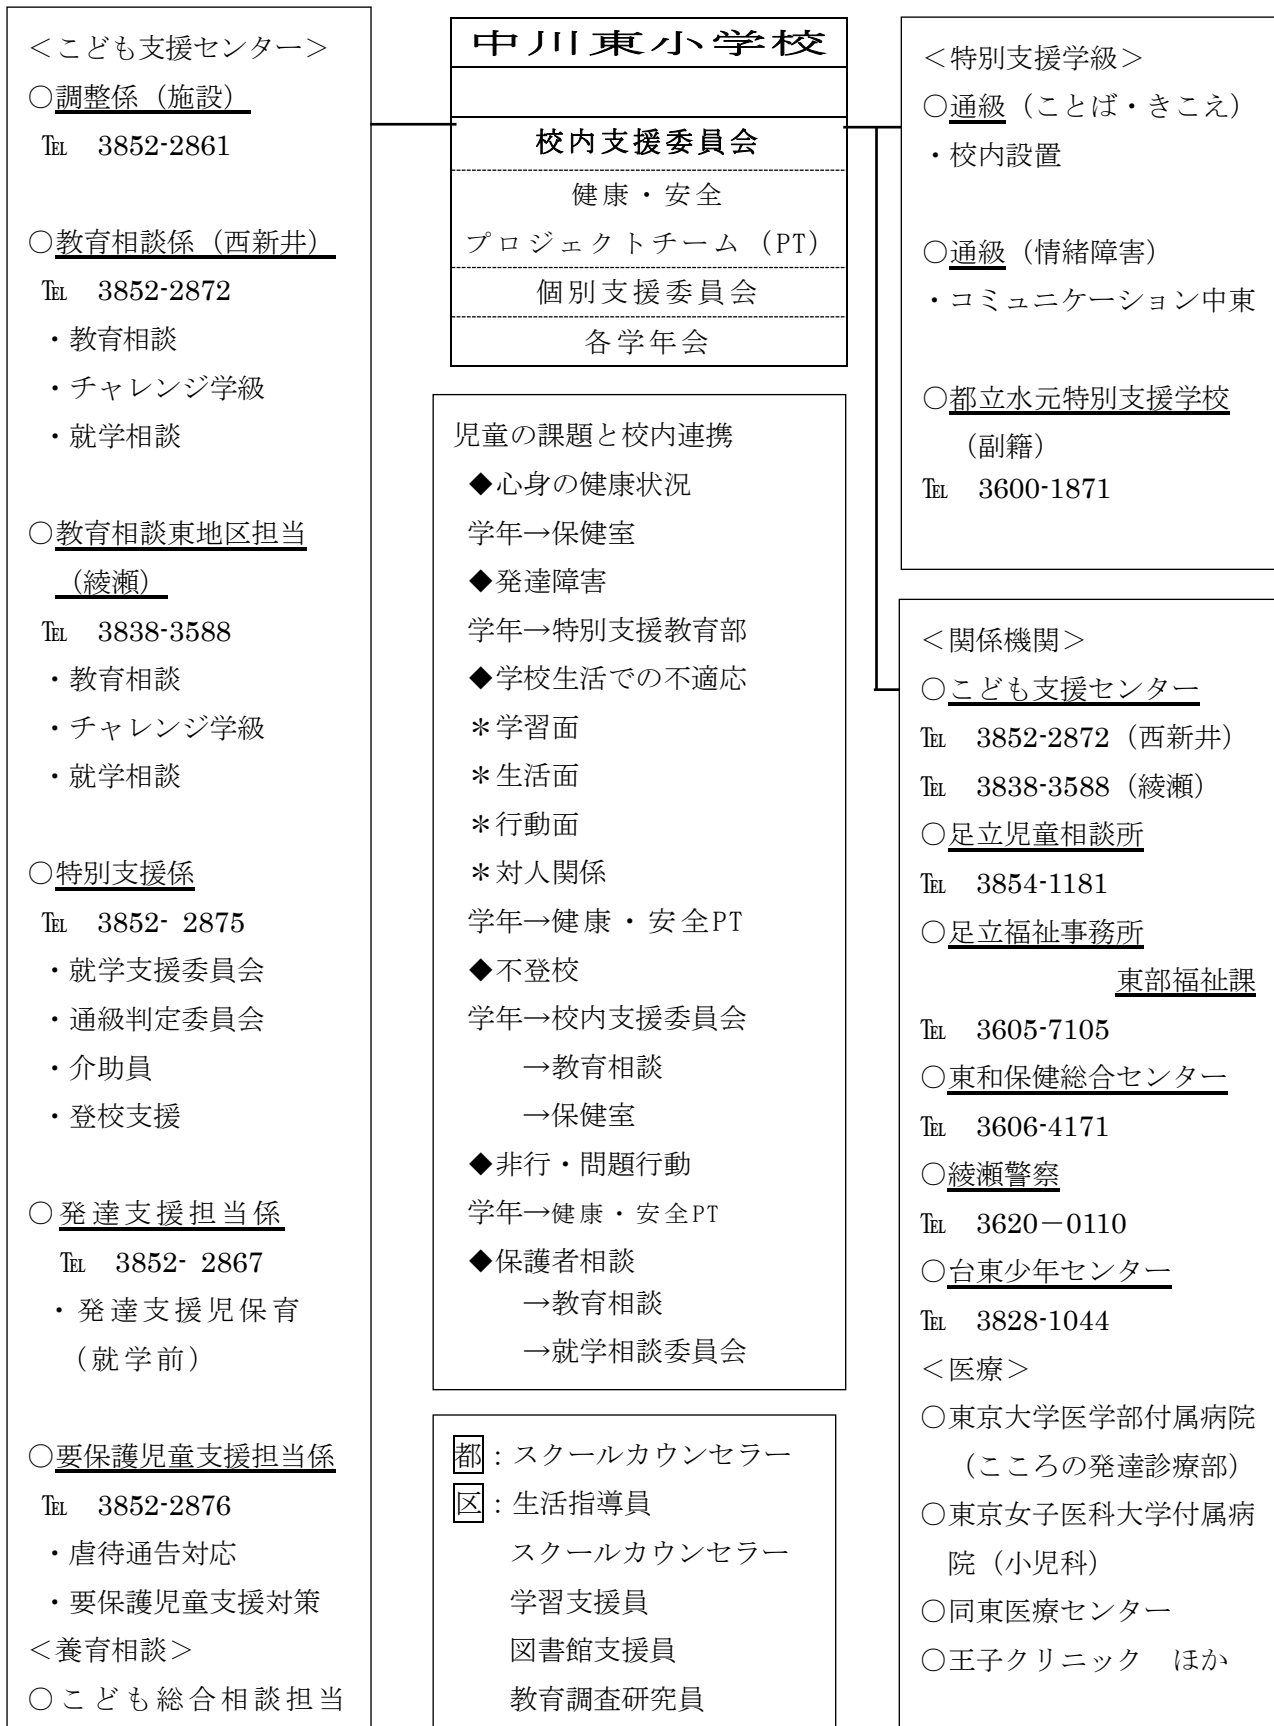 ＜こども支援センター＞
○調整係（施設）
℡　3852-2861
○教育相談係（西新井）
℡　3852-2872
・教育相談
・チャレンジ学級
・就学相談
○教育相談東地区担当
（綾瀬）
℡　3838-3588
・教育相談
・チャレンジ学級
・就学相談
○特別支援係
℡　3852- 2875
・就学支援委員会
・通級判定委員会
・介助員
・登校支援
○発達支援担当係
℡　3852- 2867
・発達支援児保育
（就学前）
○要保護児童支援担当係
℡　3852-2876
・虐待通告対応
・要保護児童支援対策
＜養育相談＞
○こども総合相談担当
中川東小学校
校内支援委員会
健康・安全
プロジェクトチーム（PT）
個別支援委員会
各学年会
児童の課題と校内連携
◆心身の健康状況
学年→保健室
◆発達障害
学年→特別支援教育部
◆学校生活での不適応
＊学習面
＊生活面
＊行動面
＊対人関係
学年→健康・安全PT
◆不登校
学年→校内支援委員会
→教育相談
→保健室
◆非行・問題行動
学年→健康・安全PT
◆保護者相談
→教育相談
→就学相談委員会
都：スクールカウンセラー
区：生活指導員
スクールカウンセラー
学習支援員
図書館支援員
教育調査研究員
＜特別支援学級＞
○通級（ことば・きこえ）
・校内設置
○通級（情緒障害）
・コミュニケーション中東
○都立水元特別支援学校
（副籍）
℡　3600-1871
＜関係機関＞
○こども支援センター
℡　3852-2872（西新井）
℡　3838-3588（綾瀬）
○足立児童相談所
℡　3854-1181
○足立福祉事務所
東部福祉課
℡　3605-7105
○東和保健総合センター
℡　3606-4171
○綾瀬警察
℡　3620－0110
○台東少年センター
℡　3828-1044
＜医療＞
○東京大学医学部付属病院
（こころの発達診療部）
○東京女子医科大学付属病
院（小児科）
○同東医療センター
○王子クリニック　ほか